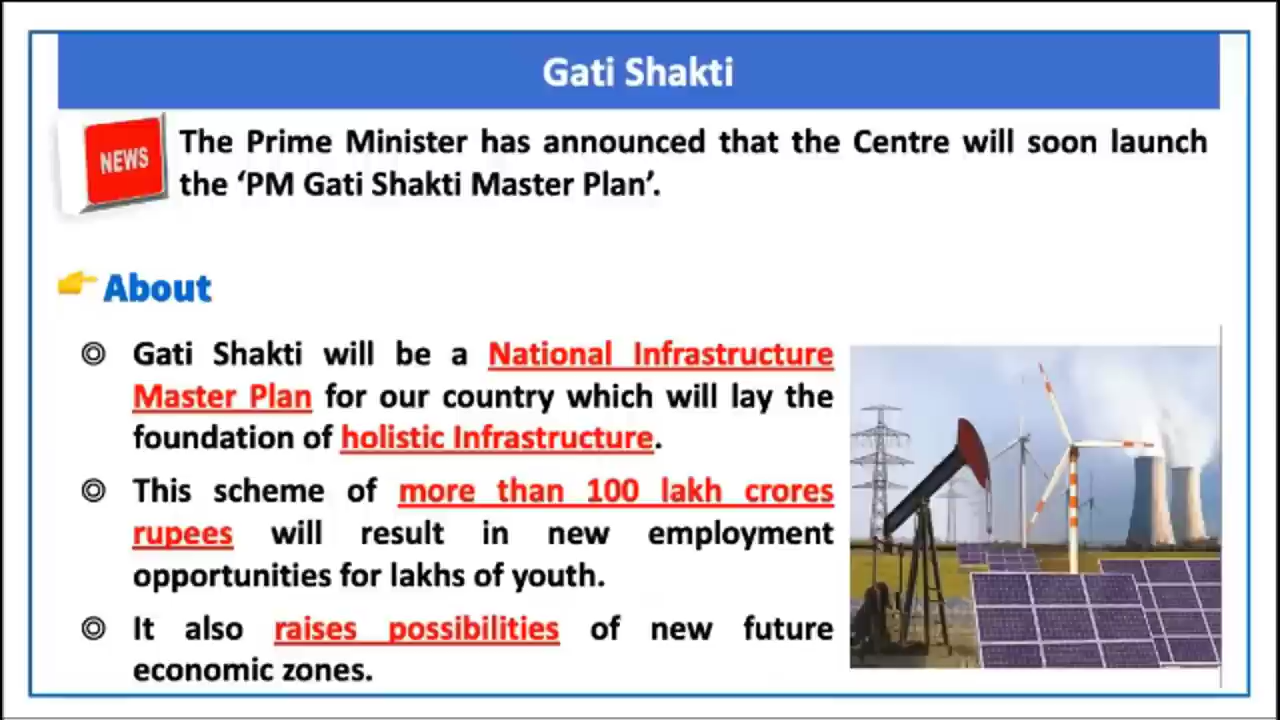 Gati Shakti
NEWS
The Prime Minister has announced that the Centre will soon launch
the ‘PM Gati Shakti Master Plan’.
About
Gati Shakti will be a National Infrastructure
Master Plan for our country which will lay the
foundation of holistic Infrastructure.
This scheme of more than 100 lakh crores
rupees will result in new employment
opportunities for lakhs of youth.
It also raises possibilities of new future
economic zones.